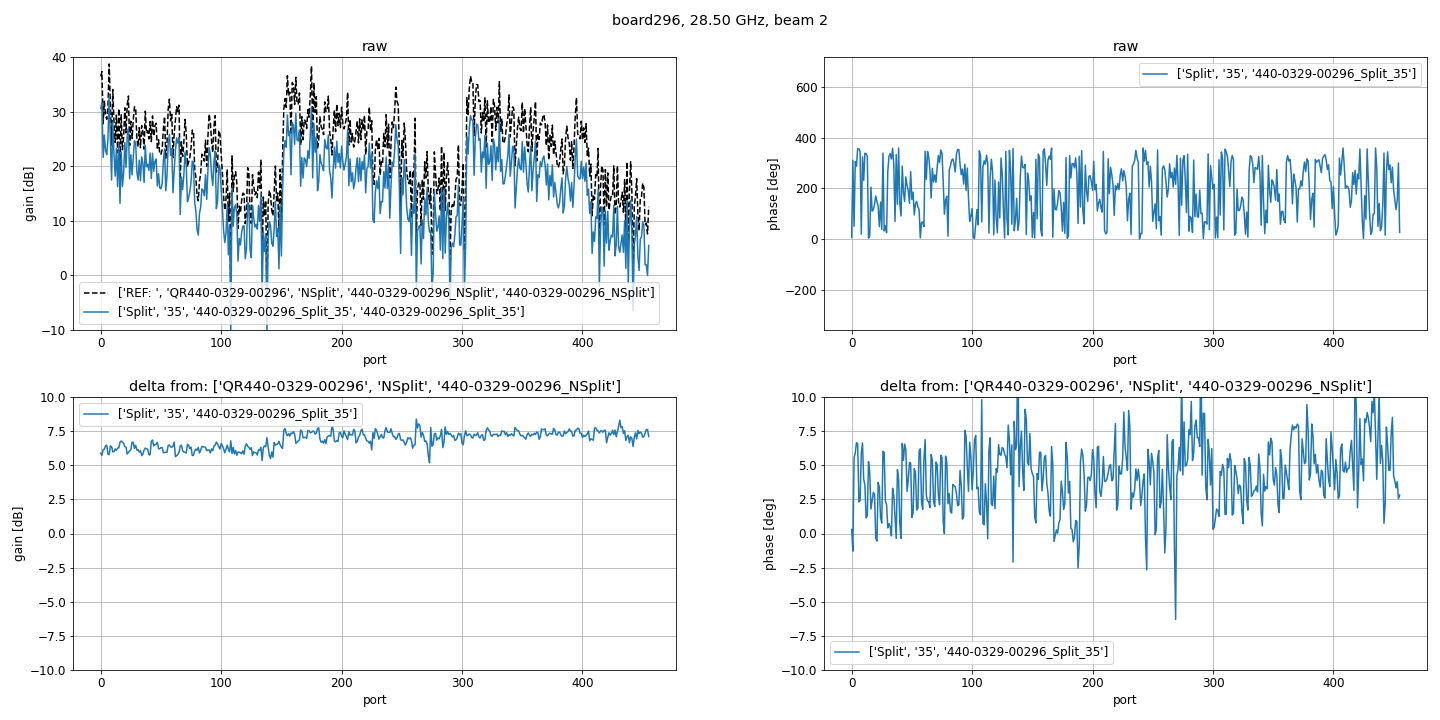 board296, 28.50 GHz, beam 2
raw
40
30
20
10
0
−10
gain [dB]
['REF: ', 'QR440-0329-00296', 'NSplit', '440-0329-00296_NSplit', '440-0329-00296_NSplit']
['Split', '35', '440-0329-00296_Split_35', '440-0329-00296_Split_35']
0 100 200 300 400
port
raw
600
400
200
0
−200
phase [deg]
['Split', '35', '440-0329-00296_Split_35']
0 100 200 300 400
port
delta from: ['QR440-0329-00296', 'NSplit', '440-0329-00296_NSplit']
10.0
7.5
5.0
2.5
0.0
−2.5
−5.0
−7.5
−10.0
gain [dB]
['Split', '35', '440-0329-00296_Split_35']
0 100 200 300 400
port
delta from: ['QR440-0329-00296', 'NSplit', '440-0329-00296_NSplit']
10.0
7.5
5.0
2.5
0.0
−2.5
−5.0
−7.5
−10.0
phase [deg]
['Split', '35', '440-0329-00296_Split_35']
0 100 200 300 400
port